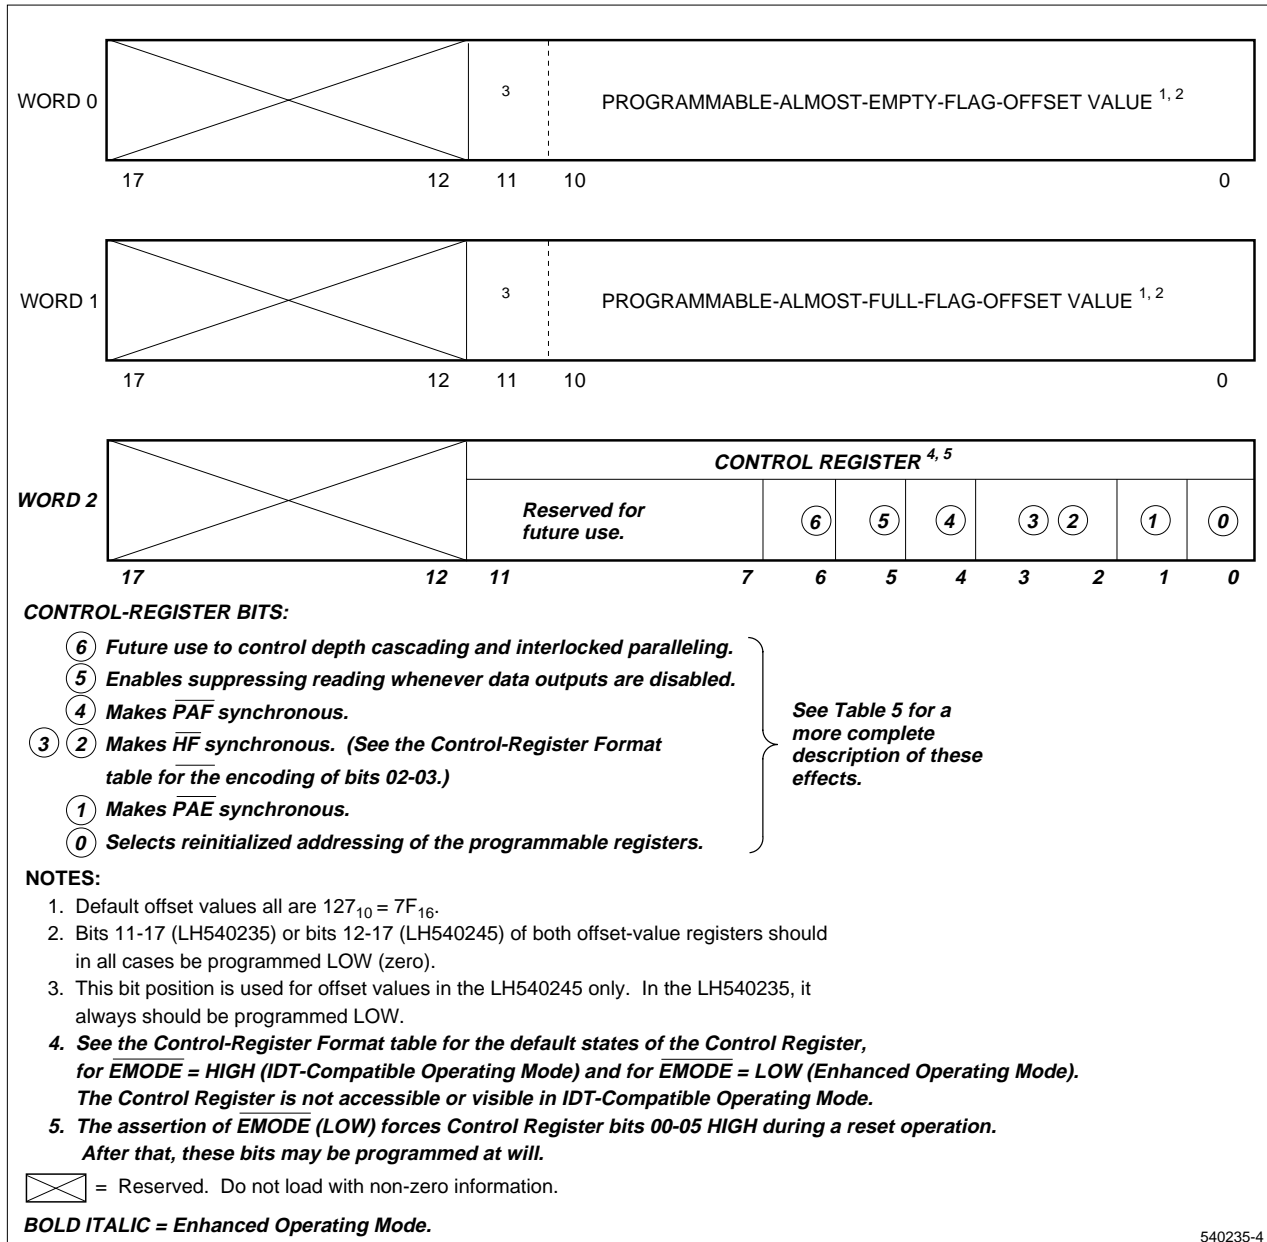 WORD 0
3
PROGRAMMABLE-ALMOST-EMPTY-FLAG-OFFSET VALUE 1, 2
17 12 11 10 0
WORD 1
3
PROGRAMMABLE-ALMOST-FULL-FLAG-OFFSET VALUE 1, 2
17 12 11 10 0
WORD 2
CONTROL REGISTER 4, 5
Reserved for
future use.
6 5 4 3 2 1 0
17 12 11 7 6 5 4 3 2 1 0
CONTROL-REGISTER BITS:
6 Future use to control depth cascading and interlocked paralleling.
5 Enables suppressing reading whenever data outputs are disabled.
4 Makes P̅A̅F̅ synchronous.
3 2 Makes H̅F̅ synchronous. (See the Control-Register Format
table for the encoding of bits 02-03.)
1 Makes P̅A̅E̅ synchronous.
0 Selects reinitialized addressing of the programmable registers.
See Table 5 for a
more complete
description of these
effects.
NOTES:
1. Default offset values all are 127₁₀ = 7F₁₆.
2. Bits 11-17 (LH540235) or bits 12-17 (LH540245) of both offset-value registers should
in all cases be programmed LOW (zero).
3. This bit position is used for offset values in the LH540245 only. In the LH540235, it
always should be programmed LOW.
4. See the Control-Register Format table for the default states of the Control Register,
for E̅M̅O̅D̅E̅ = HIGH (IDT-Compatible Operating Mode) and for E̅M̅O̅D̅E̅ = LOW (Enhanced Operating Mode).
The Control Register is not accessible or visible in IDT-Compatible Operating Mode.
5. The assertion of E̅M̅O̅D̅E̅ (LOW) forces Control Register bits 00-05 HIGH during a reset operation.
After that, these bits may be programmed at will.
= Reserved. Do not load with non-zero information.
BOLD ITALIC = Enhanced Operating Mode.
540235-4